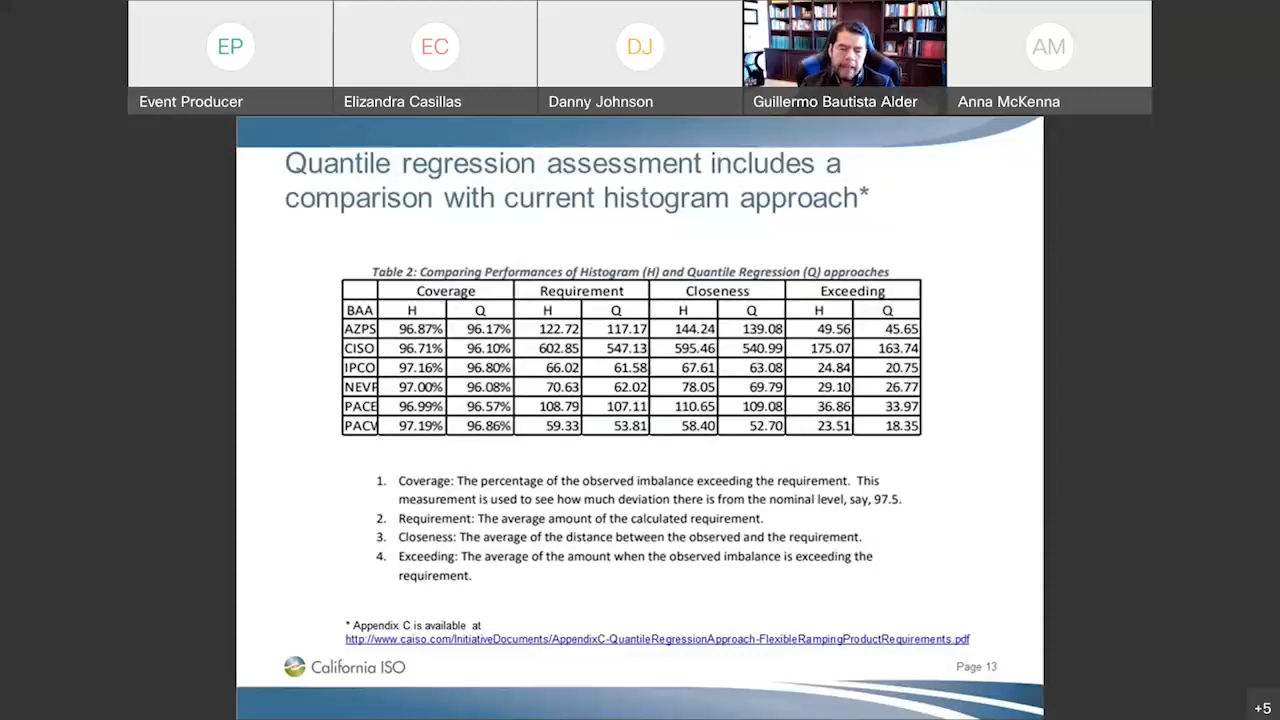 EP
EC
DJ
AM
Event Producer
Elizandra Casillas
Danny Johnson
Guillermo Bautista Alder
Anna McKenna
Quantile regression assessment includes a
comparison with current histogram approach*
Table 2: Comparing Performances of Histogram (H) and Quantile Regression (Q) approaches
Coverage Requirement Closeness Exceeding
BAA H Q H Q H Q H Q
AZPS 96.87% 96.17% 122.72 117.17 144.24 139.08 49.56 45.65
CISO 96.71% 96.10% 602.85 547.13 595.46 540.99 175.07 163.74
IPCO 97.16% 96.80% 66.02 61.58 67.61 63.08 24.84 20.75
NEVP 97.00% 96.08% 70.63 62.02 78.05 69.79 29.10 26.77
PACE 96.99% 96.57% 108.79 107.11 110.65 109.08 36.86 33.97
PACW 97.19% 96.86% 59.33 53.81 58.40 52.70 23.51 18.35
1. Coverage: The percentage of the observed imbalance exceeding the requirement. This
measurement is used to see how much deviation there is from the nominal level, say, 97.5.
2. Requirement: The average amount of the calculated requirement.
3. Closeness: The average of the distance between the observed and the requirement.
4. Exceeding: The average of the amount when the observed imbalance is exceeding the
requirement.
* Appendix C is available at
http://www.caiso.com/InitiativeDocuments/AppendixC-QuantileRegressionApproach-FlexibleRampingProductRequirements.pdf
California ISO
Page 13
+5